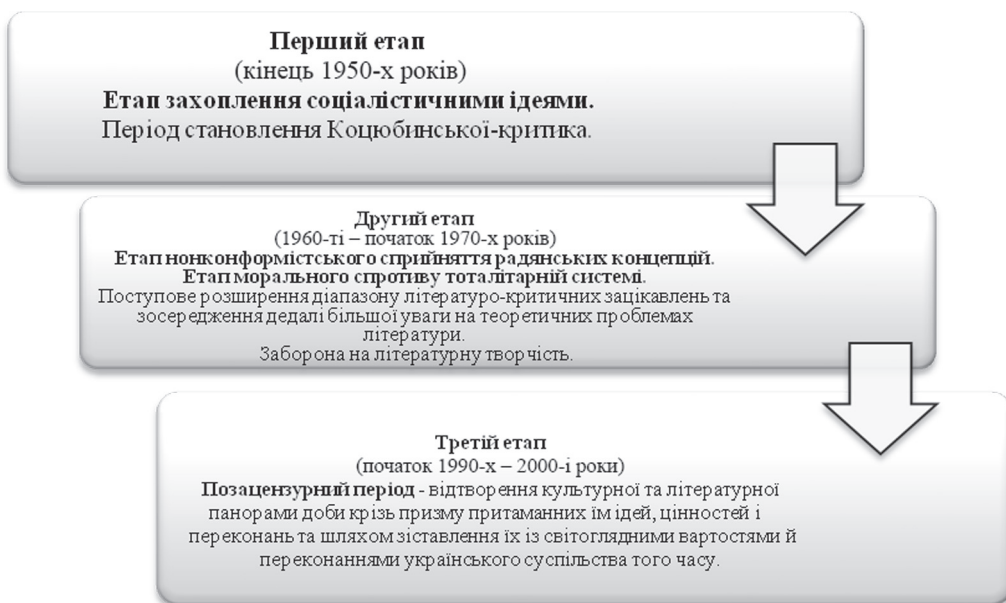 Перший етап
(кінець 1950-х років)
Етап захоплення соціалістичними ідеями.
Період становлення Коцюбинської-критика.
Другий етап
(1960-ті – початок 1970-х років)
Етап нонконформістського сприйняття радянських концепцій.
Етап морального спротиву тоталітарній системі.
Поступове розширення діапазону літературо-критичних зацікавлень та
зосередження дедалі більшої уваги на теоретичних проблемах
літератури.
Заборона на літературну творчість.
Третій етап
(початок 1990-х – 2000-і роки)
Позацензурний період - відтворення культурної та літературної
панорами доби крізь призму притаманних їм ідей, цінностей і
переконань та шляхом зіставлення їх із світоглядними вартостями й
переконаннями українського суспільства того часу.